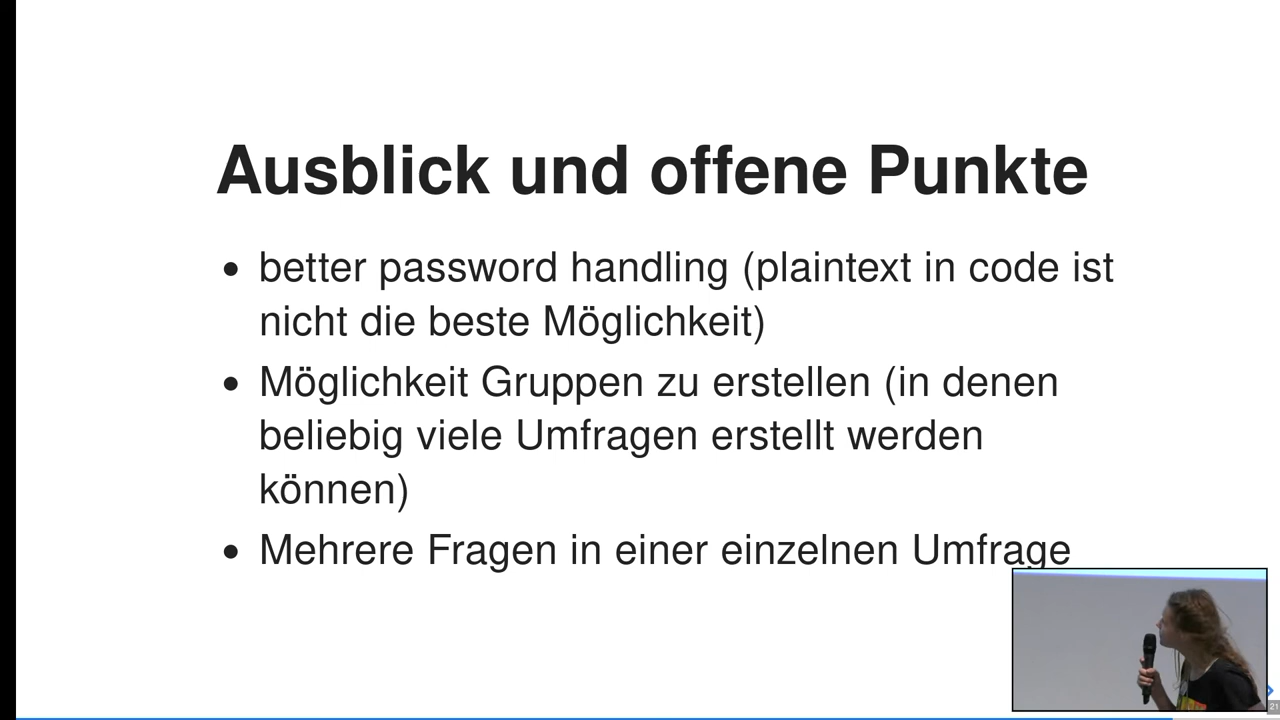 Ausblick und offene Punkte
• better password handling (plaintext in code ist
nicht die beste Möglichkeit)
• Möglichkeit Gruppen zu erstellen (in denen
beliebig viele Umfragen erstellt werden
können)
• Mehrere Fragen in einer einzelnen Umfrage
21